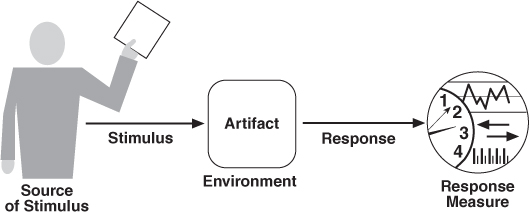 Source
of Stimulus
Stimulus
Artifact
Environment
Response
1
2
3
4
Response
Measure